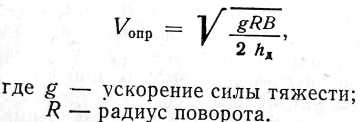 V_опр = √(gRB / 2 h_д),
где g — ускорение силы тяжести;
R — радиус поворота.